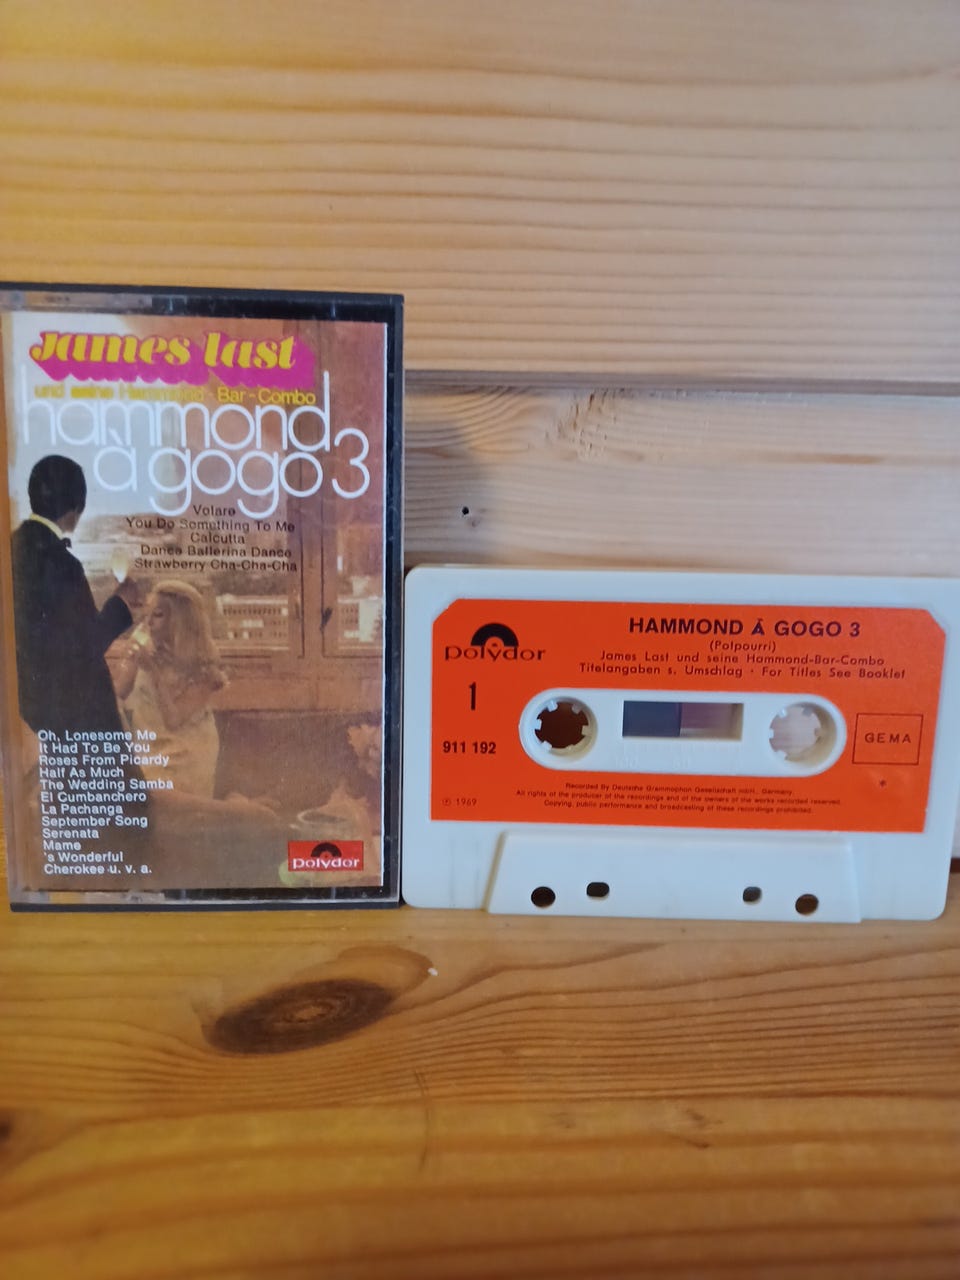 james last
und seine Hammond-Bar-Combo
hammond
à gogo 3
Volare
You Do Something To Me
Calcutta
Dance Ballerina Dance
Strawberry Cha-Cha-Cha
Oh, Lonesome Me
It Had To Be You
Roses From Picardy
Half As Much
The Wedding Samba
El Cumbanchero
La Pachanga
September Song
Serenata
Mame
's Wonderful
Cherokee u. v. a.
polydor
polydor
HAMMOND À GOGO 3
(Polpourri)
James Last und seine Hammond-Bar-Combo
Titelangaben s. Umschlag · For Titles See Booklet
1
911 192
GEMA
℗ 1969
Recorded By Deutsche Grammophon Gesellschaft mbH., Germany.
All rights of the producer of the recordings and of the owners of the works recorded reserved.
Copying, public performance and broadcasting of these recordings prohibited.